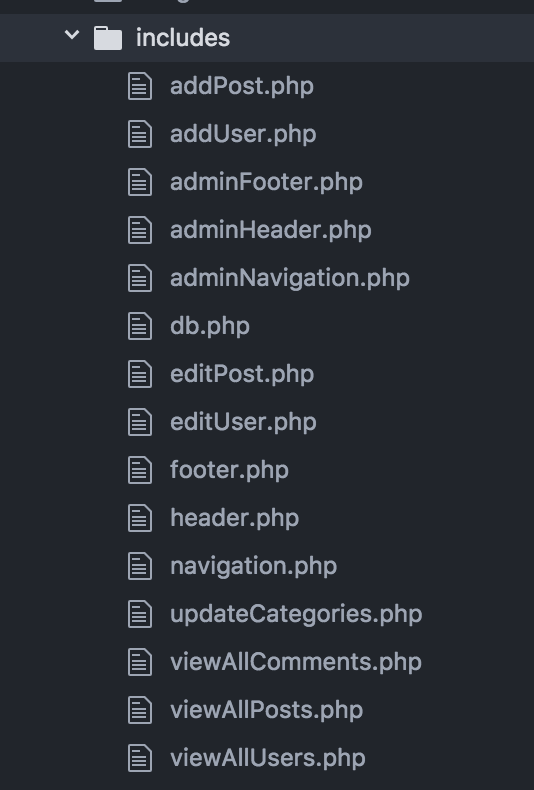 includes
addPost.php
addUser.php
adminFooter.php
adminHeader.php
adminNavigation.php
db.php
editPost.php
editUser.php
footer.php
header.php
navigation.php
updateCategories.php
viewAllComments.php
viewAllPosts.php
viewAllUsers.php